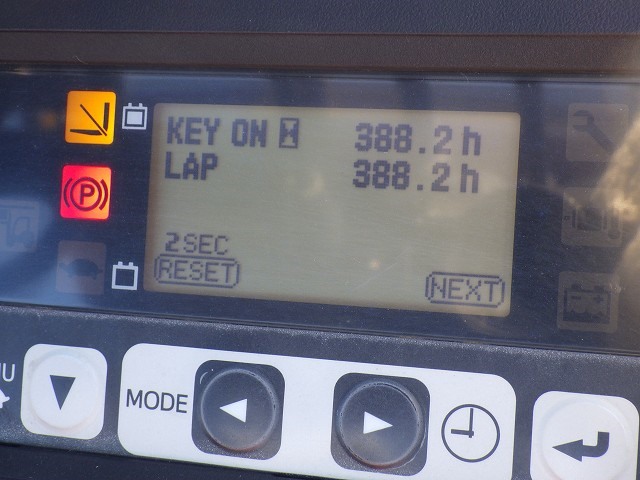 KEY ON 388.2 h
LAP 388.2 h
P
2SEC
RESET
NEXT
MODE